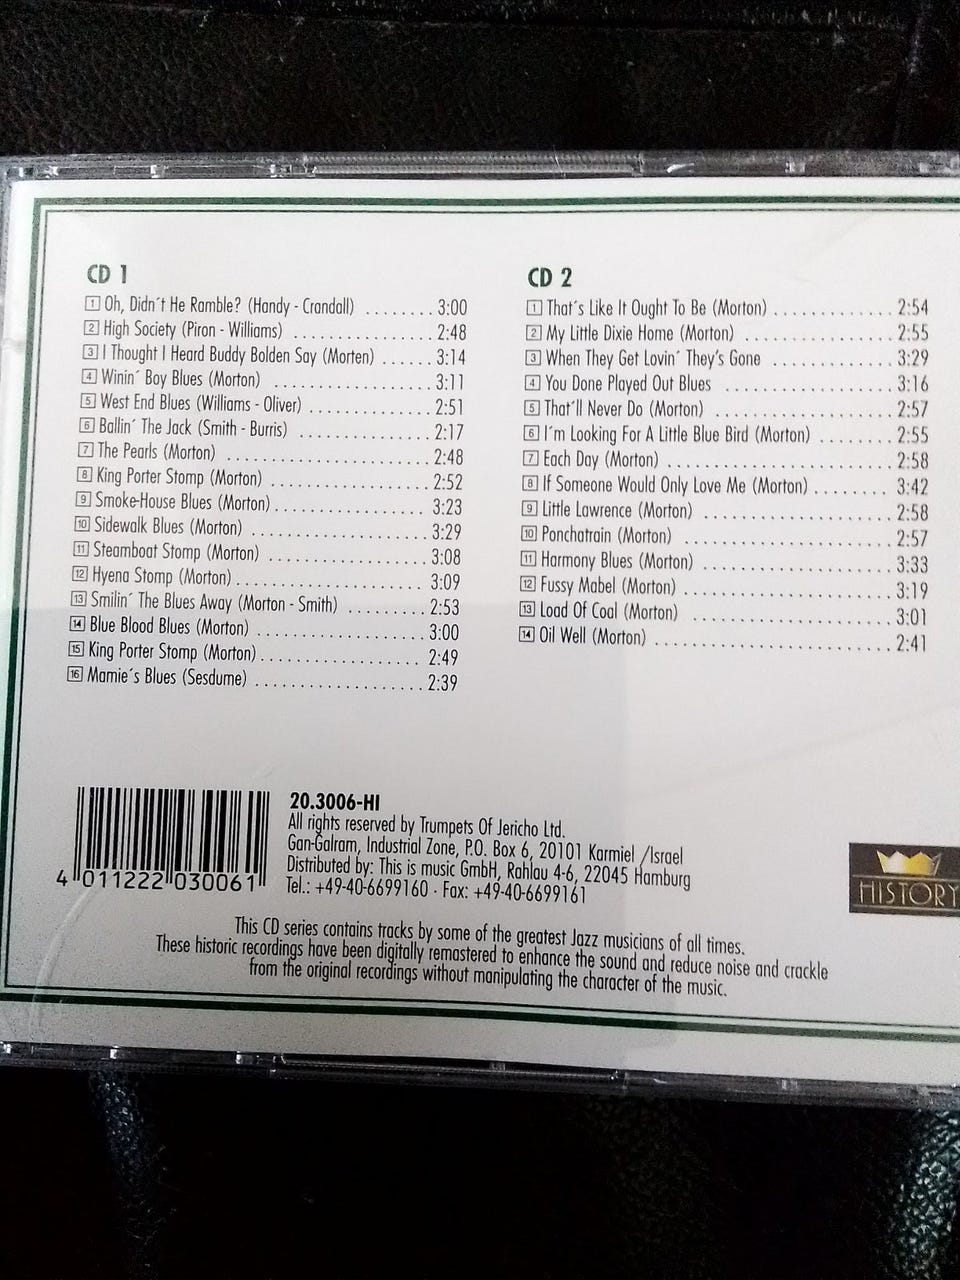 CD 1
1 Oh, Didn´t He Ramble? (Handy - Crandall) ........ 3:00
2 High Society (Piron - Williams) .................. 2:48
3 I Thought I Heard Buddy Bolden Say (Morten) ...... 3:14
4 Winin´ Boy Blues (Morton) .................... 3:11
5 West End Blues (Williams - Oliver) .............. 2:51
6 Ballin´ The Jack (Smith - Burris) ................ 2:17
7 The Pearls (Morton) .......................... 2:48
8 King Porter Stomp (Morton) .................... 2:52
9 Smoke-House Blues (Morton) .................... 3:23
10 Sidewalk Blues (Morton) ...................... 3:29
11 Steamboat Stomp (Morton) .................... 3:08
12 Hyena Stomp (Morton) ........................ 3:09
13 Smilin´ The Blues Away (Morton - Smith) ......... 2:53
14 Blue Blood Blues (Morton) ..................... 3:00
15 King Porter Stomp (Morton) .................... 2:49
16 Mamie´s Blues (Sesdume) ..................... 2:39
CD 2
1 That´s Like It Ought To Be (Morton) ............. 2:54
2 My Little Dixie Home (Morton) ................. 2:55
3 When They Get Lovin´ They's Gone ............. 3:29
4 You Done Played Out Blues ................... 3:16
5 That´ll Never Do (Morton) ..................... 2:57
6 I´m Looking For A Little Blue Bird (Morton) ........ 2:55
7 Each Day (Morton) .......................... 2:58
8 If Someone Would Only Love Me (Morton) ........ 3:42
9 Little Lawrence (Morton) ...................... 2:58
10 Ponchatrain (Morton) ........................ 2:57
11 Harmony Blues (Morton) ...................... 3:33
12 Fussy Mabel (Morton) ........................ 3:19
13 Load Of Coal (Morton) ....................... 3:01
14 Oil Well (Morton) ........................... 2:41
4 011222 030061
20.3006-HI
All rights reserved by Trumpets Of Jericho Ltd.
Gan-Galram, Industrial Zone, P.O. Box 6, 20101 Karmiel /Israel
Distributed by: This is music GmbH, Rahlau 4-6, 22045 Hamburg
Tel.: +49-40-6699160 · Fax: +49-40-6699161
HISTORY
This CD series contains tracks by some of the greatest Jazz musicians of all times.
These historic recordings have been digitally remastered to enhance the sound and reduce noise and crackle
from the original recordings without manipulating the character of the music.